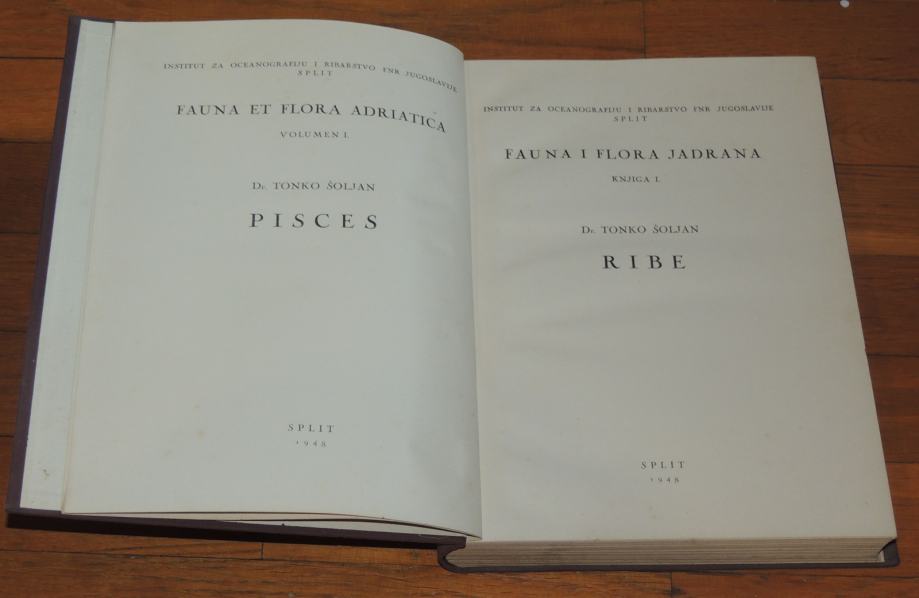 INSTITUT ZA OCEANOGRAFIJU I RIBARSTVO FNR JUGOSLAVIJE
SPLIT
FAUNA ET FLORA ADRIATICA
VOLUMEN I.
Dr. TONKO ŠOLJAN
PISCES
SPLIT
1948
INSTITUT ZA OCEANOGRAFIJU I RIBARSTVO FNR JUGOSLAVIJE
SPLIT
FAUNA I FLORA JADRANA
KNJIGA I.
Dr. TONKO ŠOLJAN
RIBE
SPLIT
1948